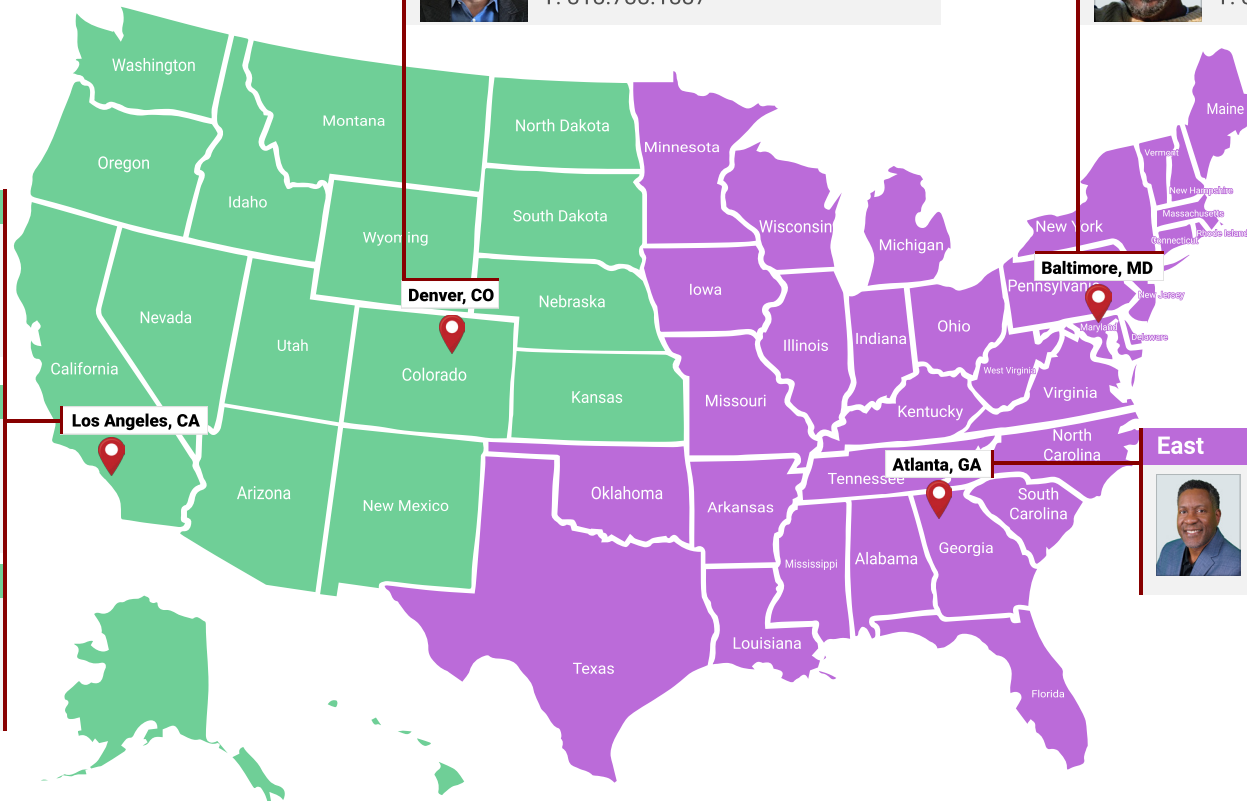 Washington
Montana
North Dakota
Minnesota
Maine
Oregon
Idaho
Wyoming
South Dakota
Wisconsin
Michigan
New York
Vermont
New Hampshire
Massachusetts
Rhode Island
Connecticut
Baltimore, MD
Denver, CO
Pennsylvania
New Jersey
Maryland
Delaware
Nebraska
Iowa
Nevada
Utah
Colorado
California
Kansas
Missouri
Illinois
Indiana
Ohio
West Virginia
Virginia
Kentucky
Los Angeles, CA
North
Carolina
East
Atlanta, GA
Tennessee
Arizona
New Mexico
Oklahoma
Arkansas
South
Carolina
Mississippi
Alabama
Georgia
Louisiana
Texas
Florida